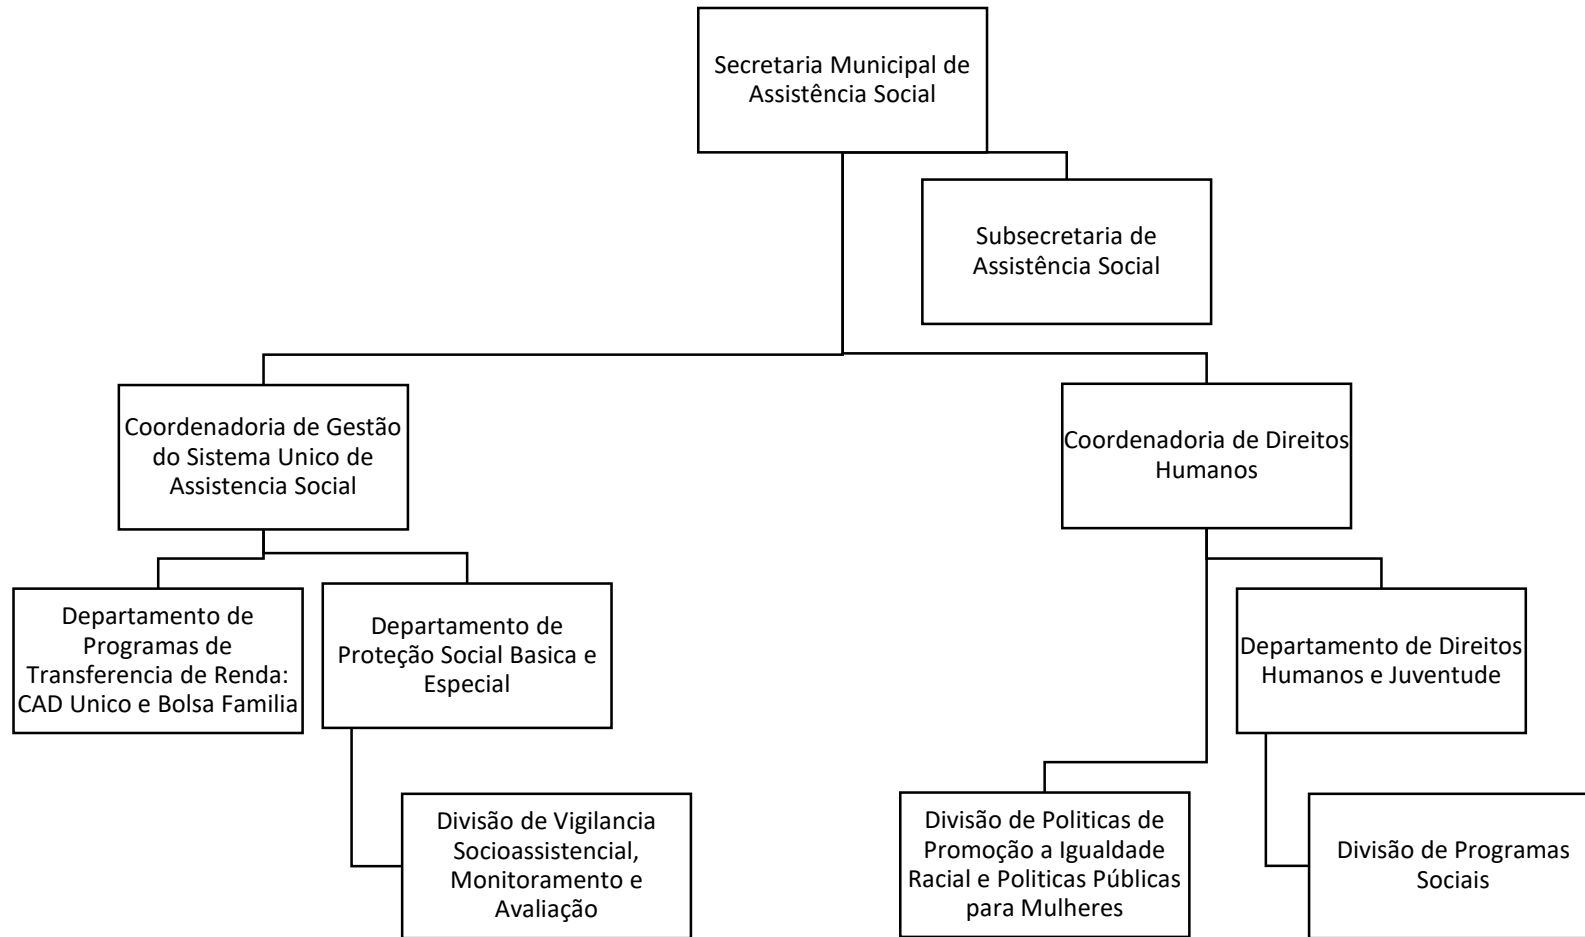 Secretaria Municipal de
Assistência Social
Subsecretaria de
Assistência Social
Coordenadoria de Gestão
do Sistema Unico de
Assistencia Social
Coordenadoria de Direitos
Humanos
Departamento de
Programas de
Transferencia de Renda:
CAD Unico e Bolsa Familia
Departamento de
Proteção Social Basica e
Especial
Departamento de Direitos
Humanos e Juventude
Divisão de Vigilancia
Socioassistencial,
Monitoramento e
Avaliação
Divisão de Politicas de
Promoção a Igualdade
Racial e Politicas Públicas
para Mulheres
Divisão de Programas
Sociais